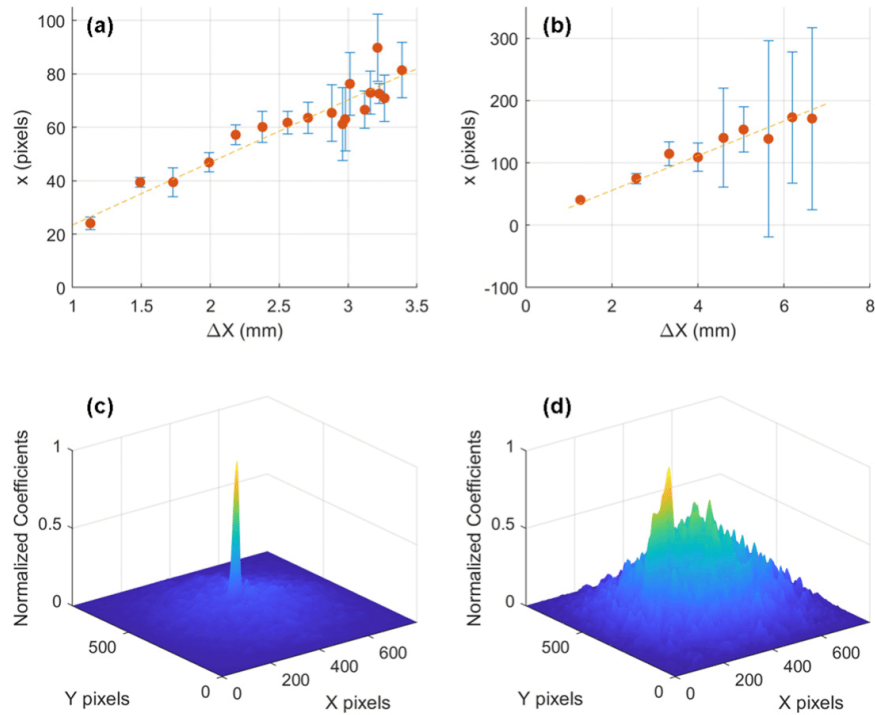 (a)
100
80
60
40
20
0
x (pixels)
1 1.5 2 2.5 3 3.5
ΔX (mm)
(b)
300
200
100
0
-100
x (pixels)
0 2 4 6 8
ΔX (mm)
(c)
1
0.5
0
Normalized Coefficients
500
0
Y pixels
0 200 400 600
X pixels
(d)
1
0.5
0
Normalized Coefficients
500
0
Y pixels
0 200 400 600
X pixels